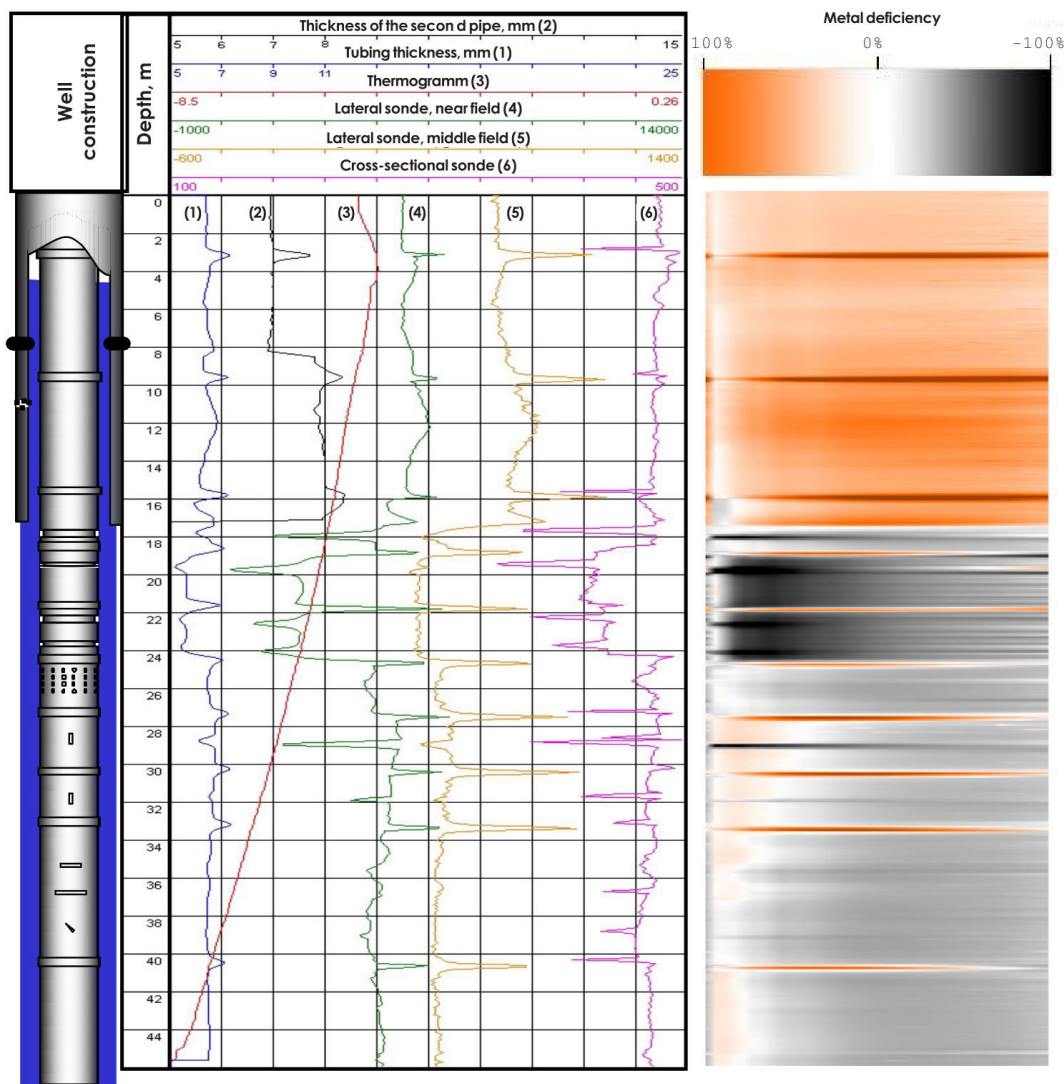 Well
construction
Depth, m
Thickness of the secon d pipe, mm (2)
5 6 8 15
Tubing thickness, mm (1)
5 7 9 11 25
Thermogramm (3)
-8.5 0.26
Lateral sonde, near field (4)
-1000 14000
Lateral sonde, middle field (5)
-600 1400
Cross-sectional sonde (6)
100 500
Metal deficiency
100% 0% -100%
(1) (2) (3) (4) (5) (6)
0
2
4
6
8
10
12
14
16
18
20
22
24
26
28
30
32
34
36
38
40
42
44